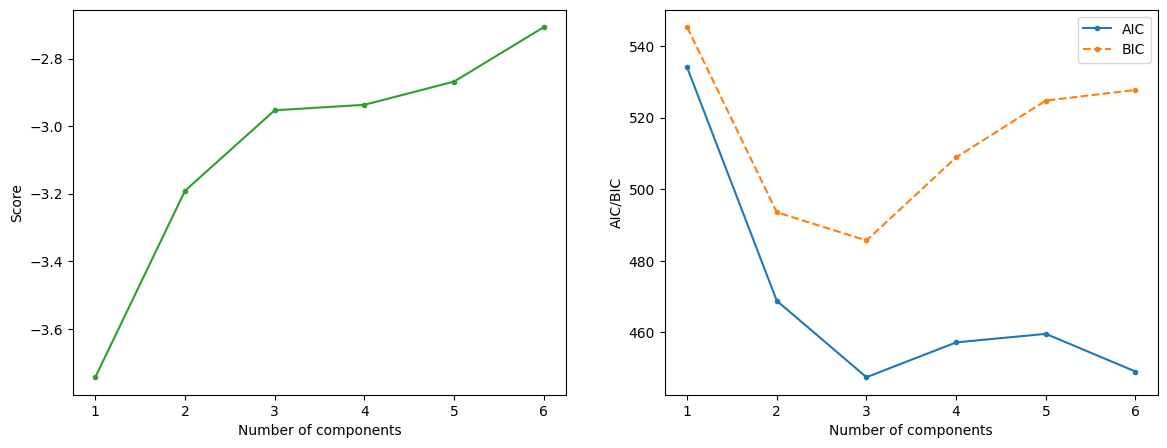 Score
−2.8
−3.0
−3.2
−3.4
−3.6
1 2 3 4 5 6
Number of components
AIC/BIC
540
520
500
480
460
1 2 3 4 5 6
Number of components
AIC
BIC